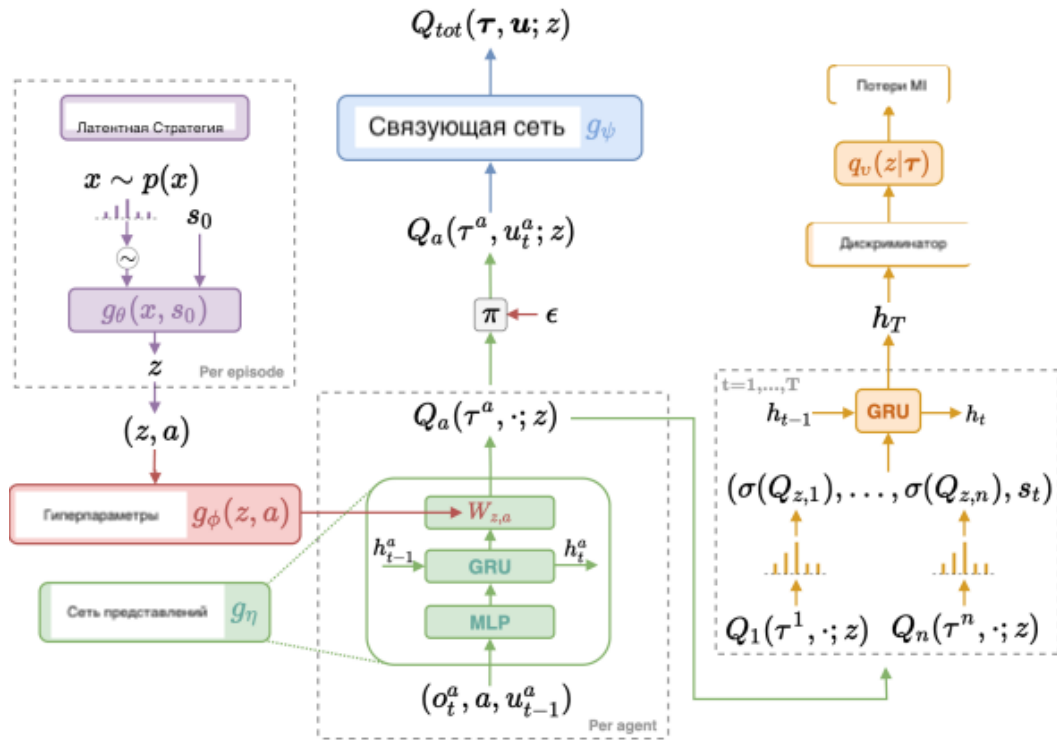 Q_{tot}(τ, u; z)
Связующая сеть g_ψ
Q_a(τ^a, u_t^a; z)
π ϵ
Латентная Стратегия
x ∼ p(x)
s_0
∼
g_θ(x, s_0)
z
Per episode
(z, a)
Гиперпараметры g_ϕ(z, a)
Сеть представлений g_η
Q_a(τ^a, ·; z)
W_{z,a}
h_{t−1}^a GRU h_t^a
MLP
(o_t^a, a, u_{t−1}^a)
Per agent
Потери MI
q_υ(z|τ)
Дискриминатор
h_T
t=1,...,T
h_{t−1} GRU h_t
(σ(Q_{z,1}), . . . , σ(Q_{z,n}), s_t)
Q_1(τ^1, ·; z) Q_n(τ^n, ·; z)